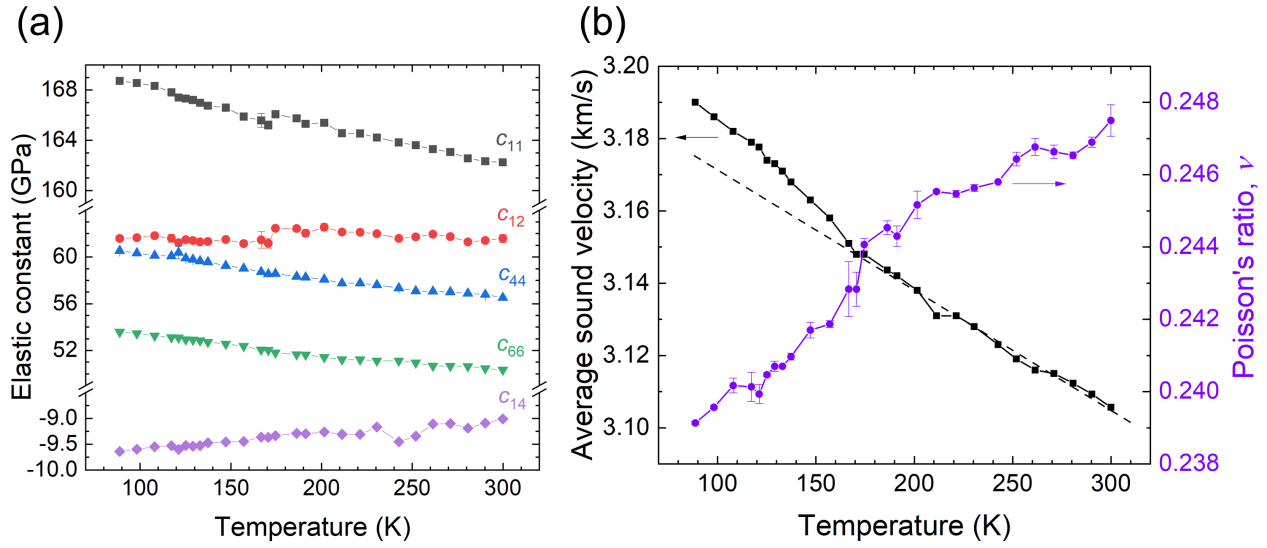 (a)
168
164
160
60
56
52
-9.0
-9.5
-10.0
Elastic constant (GPa)
c11
c12
c44
c66
c14
100 150 200 250 300
Temperature (K)
(b)
3.20
3.18
3.16
3.14
3.12
3.10
Average sound velocity (km/s)
0.248
0.246
0.244
0.242
0.240
0.238
Poisson's ratio, ν
100 150 200 250 300
Temperature (K)